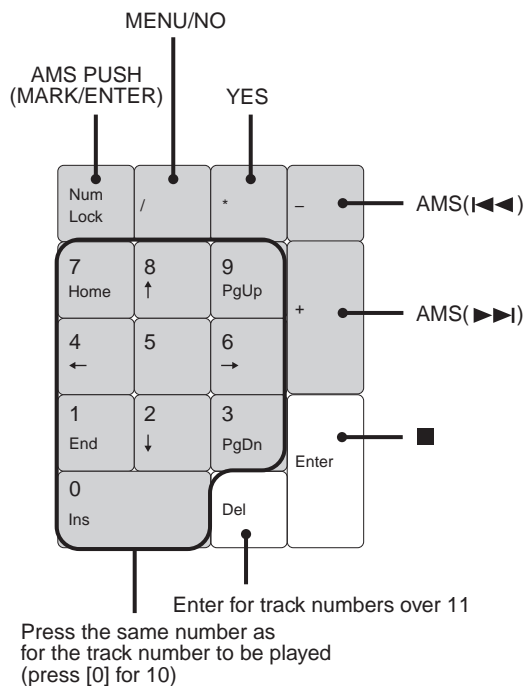 MENU/NO
AMS PUSH
(MARK/ENTER)
YES
Num
Lock
/
*
–
AMS(⏮)
7
Home
8
↑
9
PgUp
+
AMS(⏭)
4
←
5
6
→
1
End
2
↓
3
PgDn
Enter
■
0
Ins
Del
Enter for track numbers over 11
Press the same number as
for the track number to be played
(press [0] for 10)